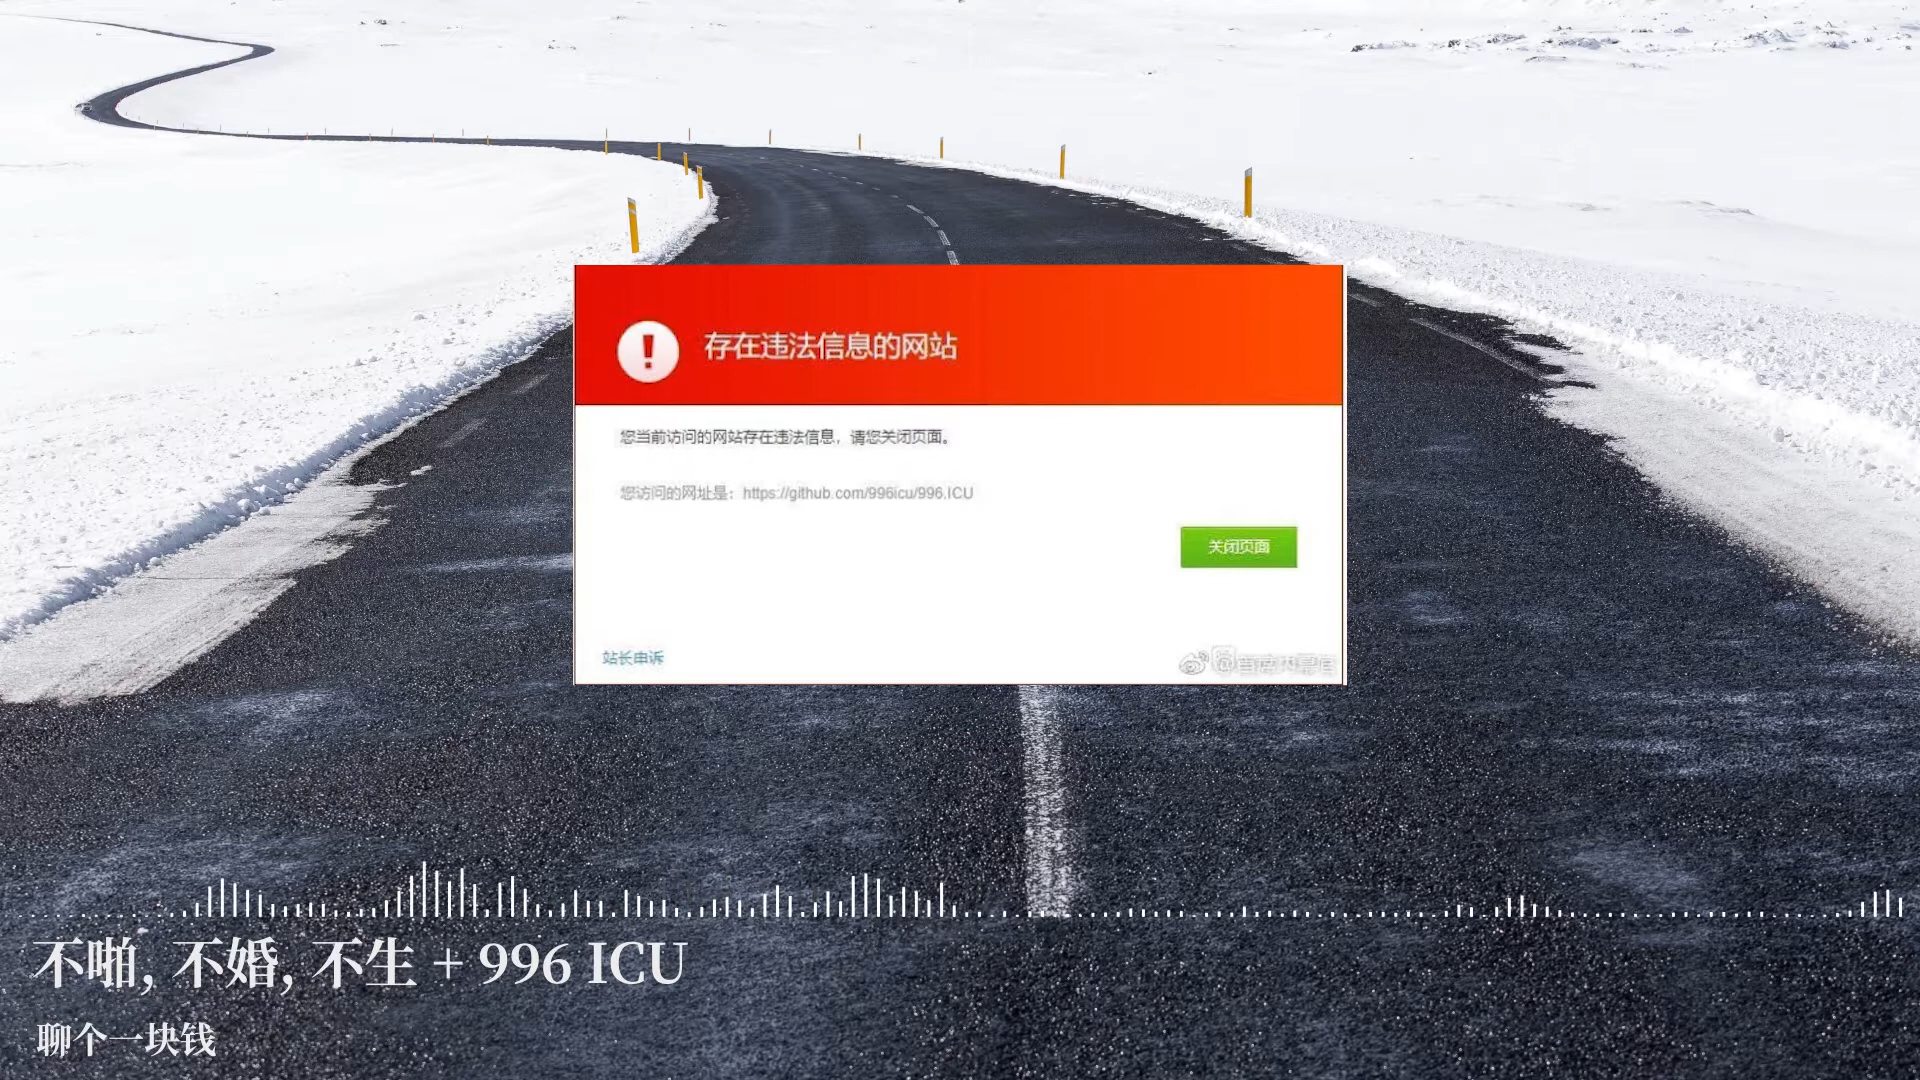 存在违法信息的网站
您当前访问的网站存在违法信息，请您关闭页面。
您访问的网址是：https://github.com/996icu/996.ICU
关闭页面
站长申诉
不啪, 不婚, 不生 + 996 ICU
聊个一块钱